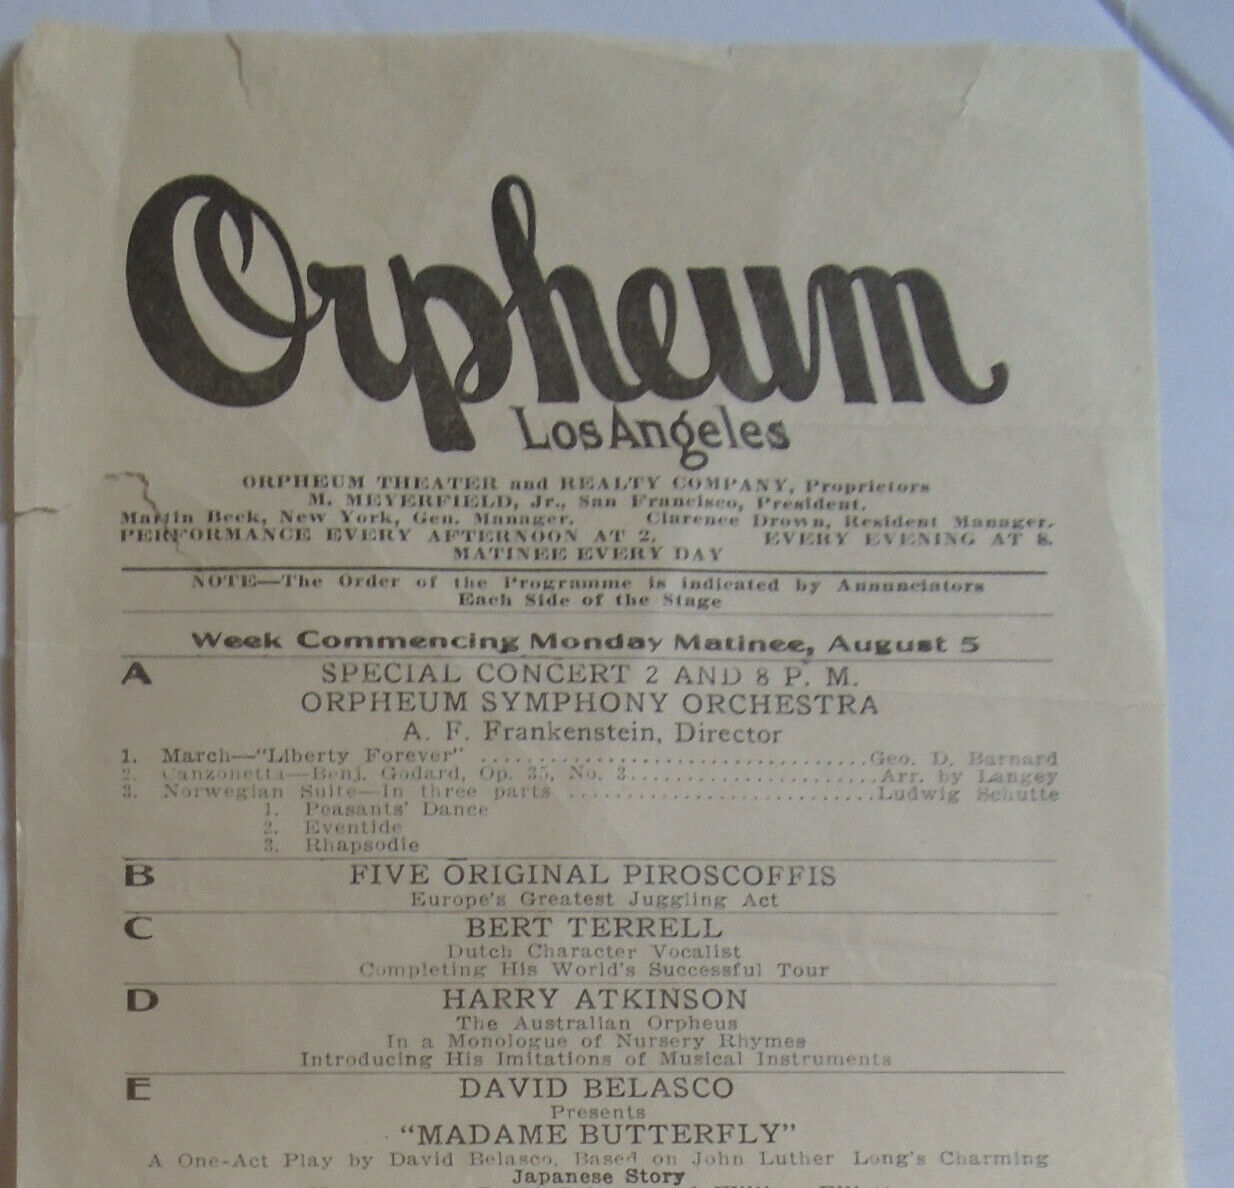 Orpheum
Los Angeles
ORPHEUM THEATER and REALTY COMPANY, Proprietors
M. MEYERFIELD, Jr., San Francisco, President.
Martin Beck, New York, Gen. Manager. Clarence Drown, Resident Manager.
PERFORMANCE EVERY AFTERNOON AT 2. EVERY EVENING AT 8.
MATINEE EVERY DAY
NOTE—The Order of the Programme is indicated by Annunciators
Each Side of the Stage
Week Commencing Monday Matinee, August 5
A SPECIAL CONCERT 2 AND 8 P. M.
ORPHEUM SYMPHONY ORCHESTRA
A. F. Frankenstein, Director
1. March—"Liberty Forever" ................................Geo. D. Barnard
2. Canzonetta—Benj. Godard, Op. 35, No. 3.....................Arr. by Langey
3. Norwegian Suite—In three parts ..........................Ludwig Schutte
1. Peasants' Dance
2. Eventide
3. Rhapsodie
B FIVE ORIGINAL PIROSCOFFIS
Europe's Greatest Juggling Act
C BERT TERRELL
Dutch Character Vocalist
Completing His World's Successful Tour
D HARRY ATKINSON
The Australian Orpheus
In a Monologue of Nursery Rhymes
Introducing His Imitations of Musical Instruments
E DAVID BELASCO
Presents
"MADAME BUTTERFLY"
A One-Act Play by David Belasco, Based on John Luther Long's Charming
Japanese Story